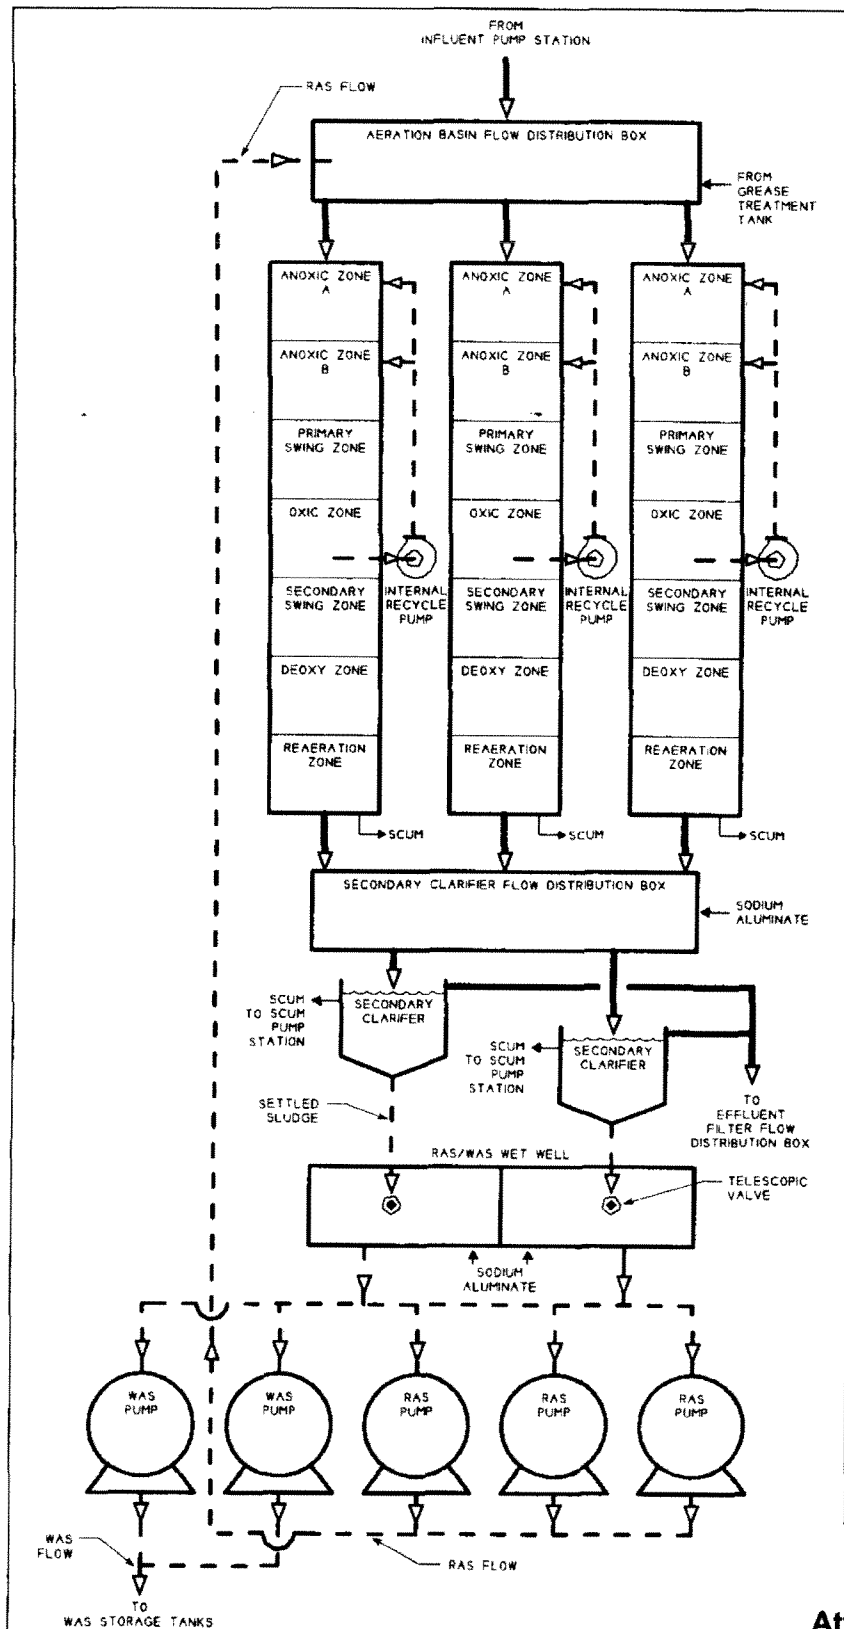 FROM
INFLUENT PUMP STATION
RAS FLOW
AERATION BASIN FLOW DISTRIBUTION BOX
FROM
GREASE
TREATMENT
TANK
ANOXIC ZONE
A
ANOXIC ZONE
A
ANOXIC ZONE
A
ANOXIC ZONE
B
ANOXIC ZONE
B
ANOXIC ZONE
B
PRIMARY
SWING ZONE
PRIMARY
SWING ZONE
PRIMARY
SWING ZONE
OXIC ZONE
OXIC ZONE
OXIC ZONE
SECONDARY
SWING ZONE
INTERNAL
RECYCLE
PUMP
SECONDARY
SWING ZONE
INTERNAL
RECYCLE
PUMP
SECONDARY
SWING ZONE
INTERNAL
RECYCLE
PUMP
DEOXY ZONE
DEOXY ZONE
DEOXY ZONE
REAERATION
ZONE
REAERATION
ZONE
REAERATION
ZONE
SCUM
SCUM
SCUM
SECONDARY CLARIFIER FLOW DISTRIBUTION BOX
SODIUM
ALUMINATE
SCUM
TO SCUM
PUMP
STATION
SECONDARY
CLARIFER
SCUM
TO SCUM
PUMP
STATION
SECONDARY
CLARIFIER
TO
EFFLUENT
FILTER FLOW
DISTRIBUTION BOX
SETTLED
SLUDGE
RAS/WAS WET WELL
TELESCOPIC
VALVE
SODIUM
ALUMINATE
WAS
PUMP
WAS
PUMP
RAS
PUMP
RAS
PUMP
RAS
PUMP
WAS
FLOW
RAS FLOW
TO
WAS STORAGE TANKS
At